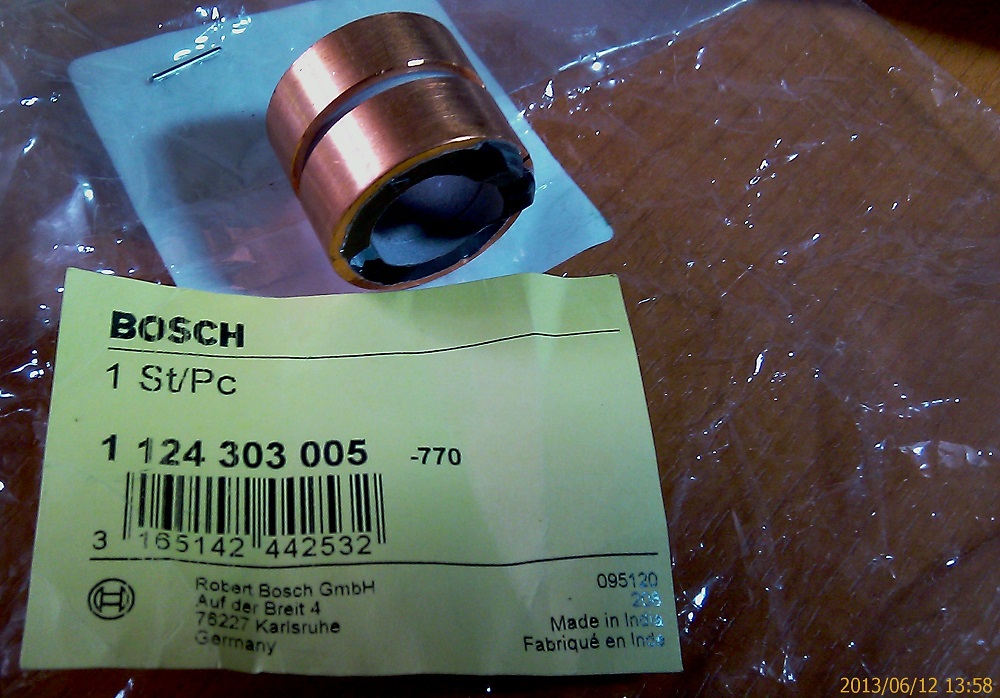 BOSCH
1 St/Pc
1 124 303 005 -770
3 165142 442532
Robert Bosch GmbH
Auf der Breit 4
76227 Karlsruhe
Germany
095120
Made in India
Fabriqué en Inde
2013/06/12 13:58